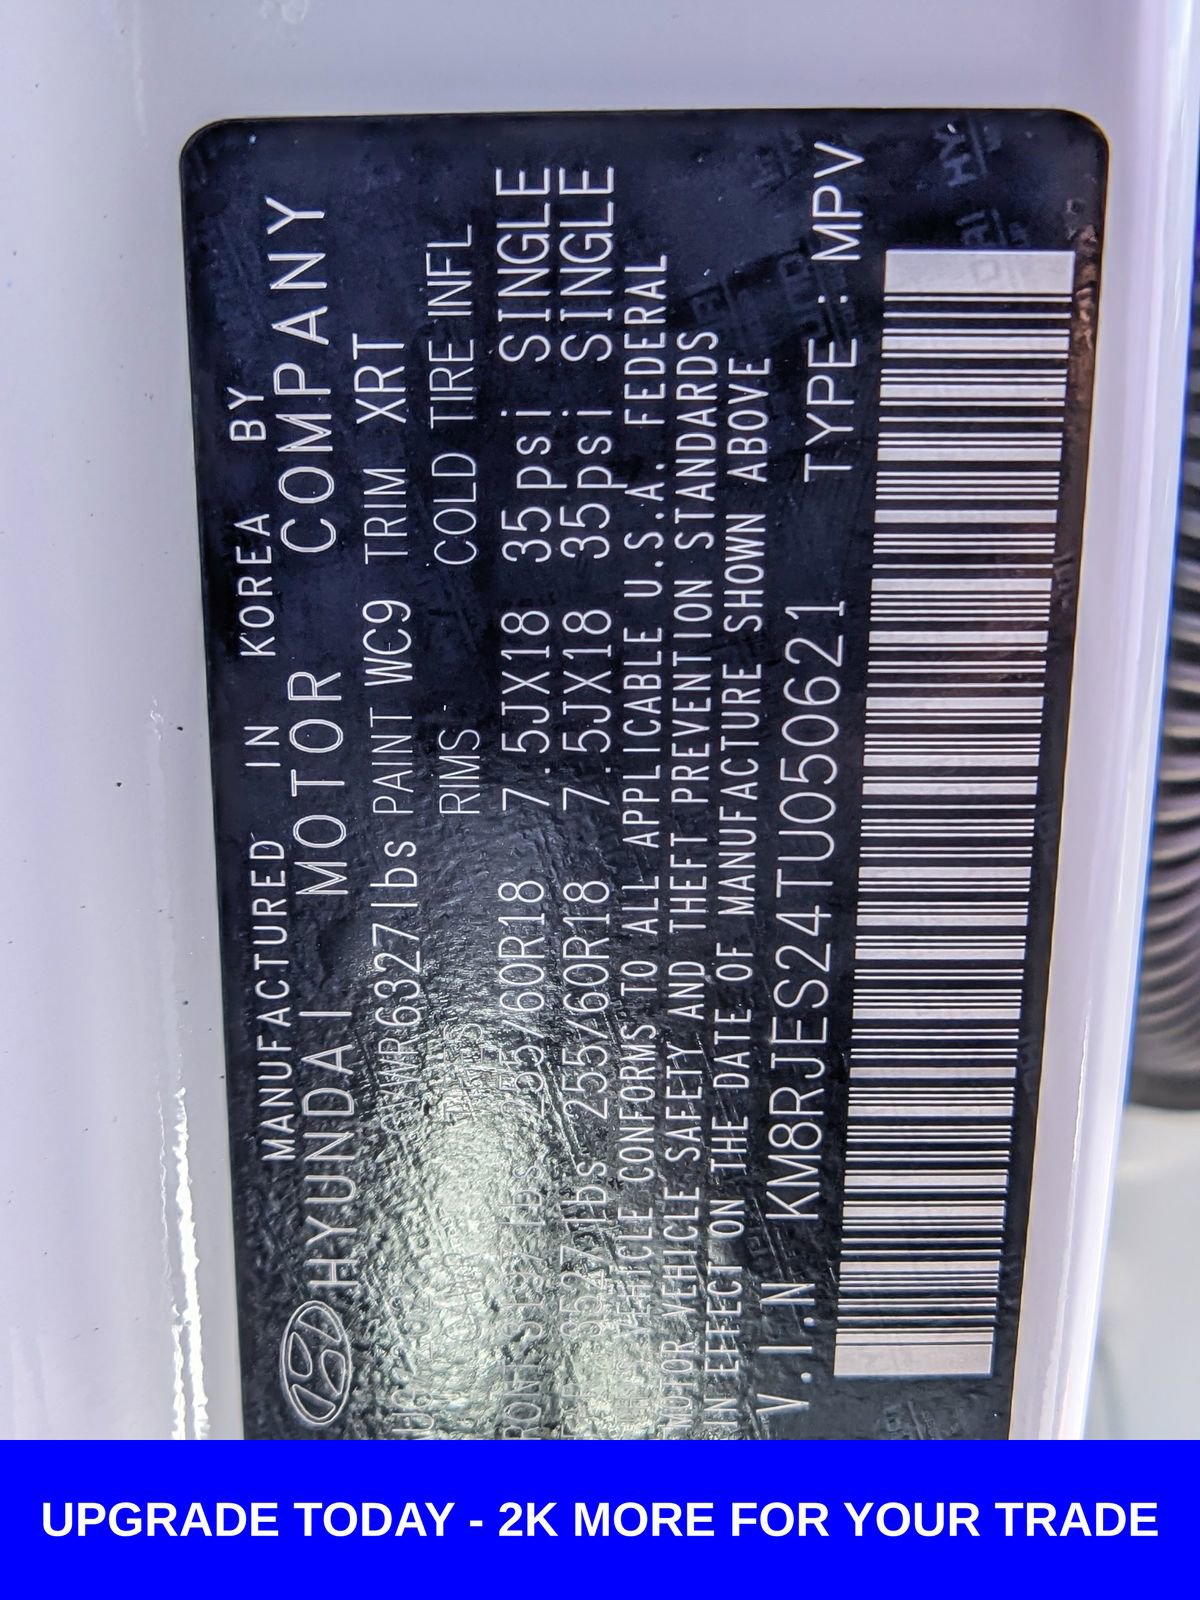 MANUFACTURED IN KOREA BY
HYUNDAI MOTOR COMPANY
GVWR6327lbs PAINT WC9 TRIM XRT
RIMS COLD TIRE INFL
255/60R18 7.5JX18 35psi SINGLE
3527lbs 255/60R18 7.5JX18 35psi SINGLE
VEHICLE CONFORMS TO ALL APPLICABLE U.S.A. FEDERAL
MOTOR VEHICLE SAFETY AND THEFT PREVENTION STANDARDS
IN EFFECT ON THE DATE OF MANUFACTURE SHOWN ABOVE
V.I.N KM8RJES24TU050621 TYPE: MPV
UPGRADE TODAY - 2K MORE FOR YOUR TRADE